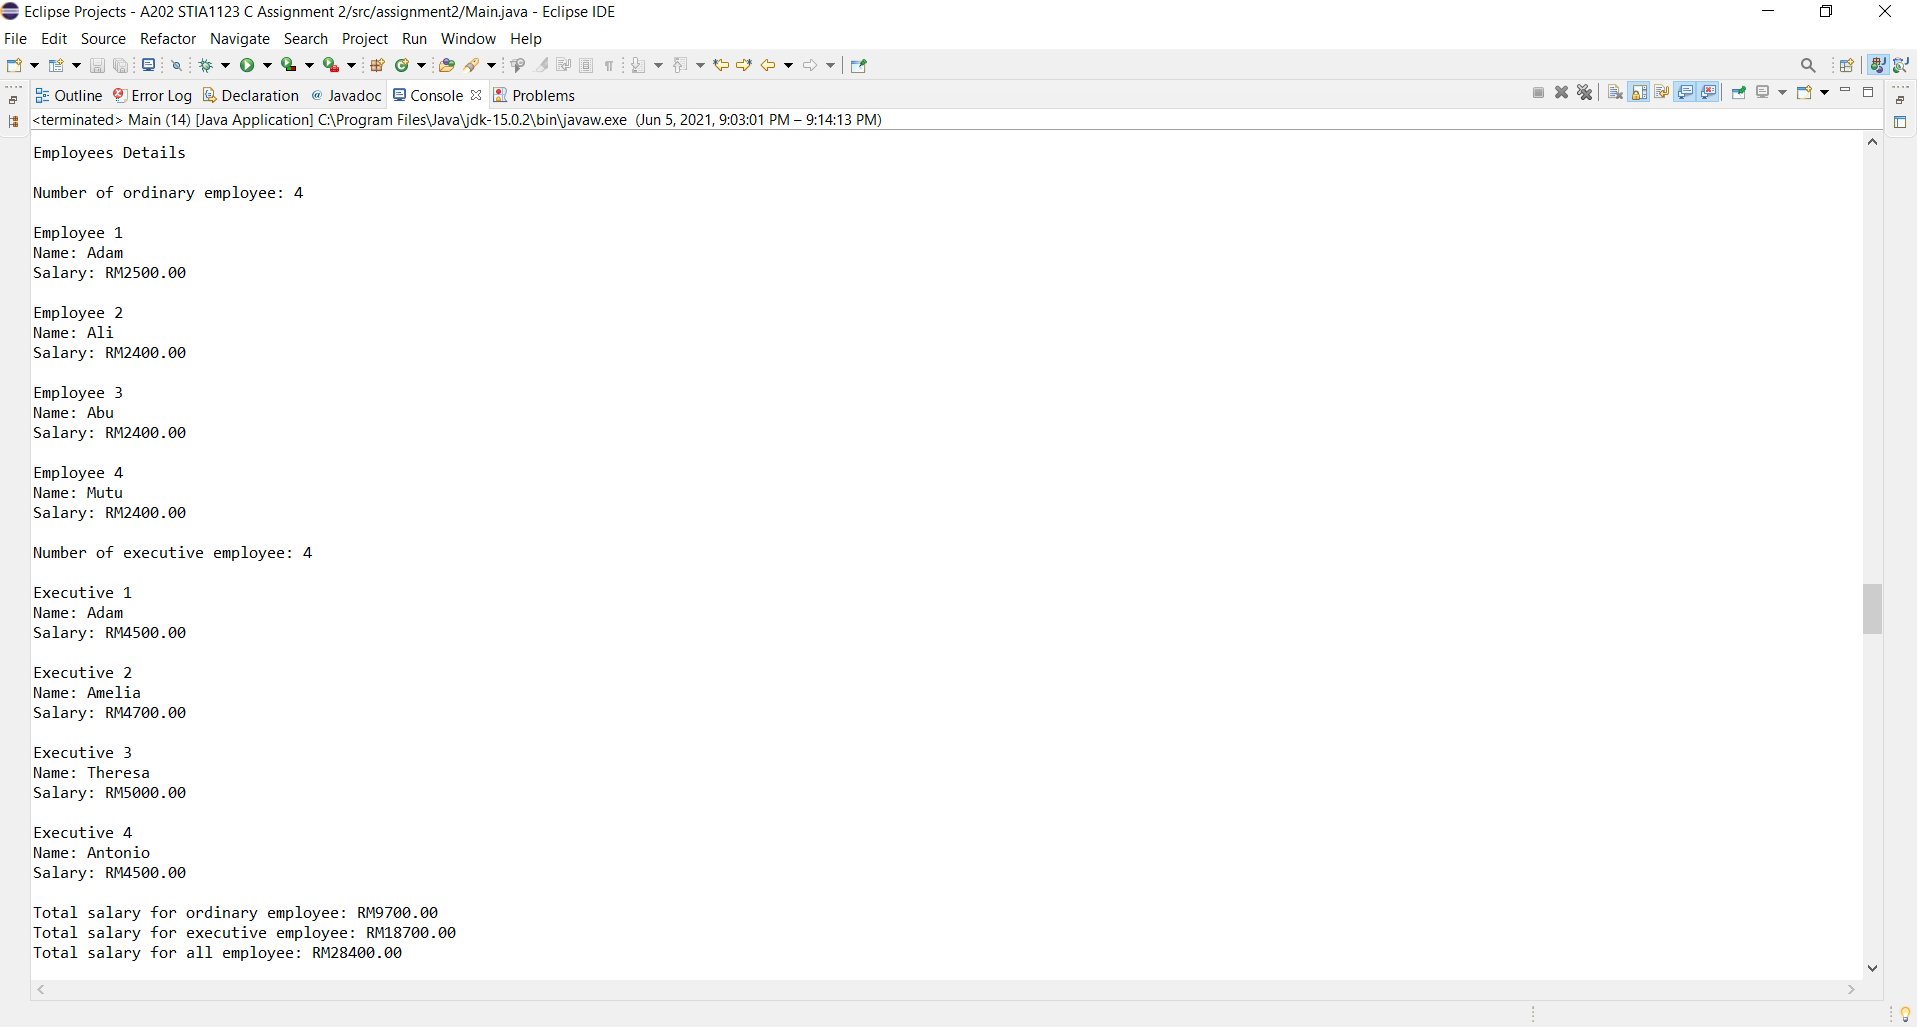 Eclipse Projects - A202 STIA1123 C Assignment 2/src/assignment2/Main.java - Eclipse IDE
File Edit Source Refactor Navigate Search Project Run Window Help
Outline Error Log Declaration @ Javadoc Console Problems
<terminated> Main (14) [Java Application] C:\Program Files\Java\jdk-15.0.2\bin\javaw.exe (Jun 5, 2021, 9:03:01 PM – 9:14:13 PM)
Employees Details
Number of ordinary employee: 4
Employee 1
Name: Adam
Salary: RM2500.00
Employee 2
Name: Ali
Salary: RM2400.00
Employee 3
Name: Abu
Salary: RM2400.00
Employee 4
Name: Mutu
Salary: RM2400.00
Number of executive employee: 4
Executive 1
Name: Adam
Salary: RM4500.00
Executive 2
Name: Amelia
Salary: RM4700.00
Executive 3
Name: Theresa
Salary: RM5000.00
Executive 4
Name: Antonio
Salary: RM4500.00
Total salary for ordinary employee: RM9700.00
Total salary for executive employee: RM18700.00
Total salary for all employee: RM28400.00